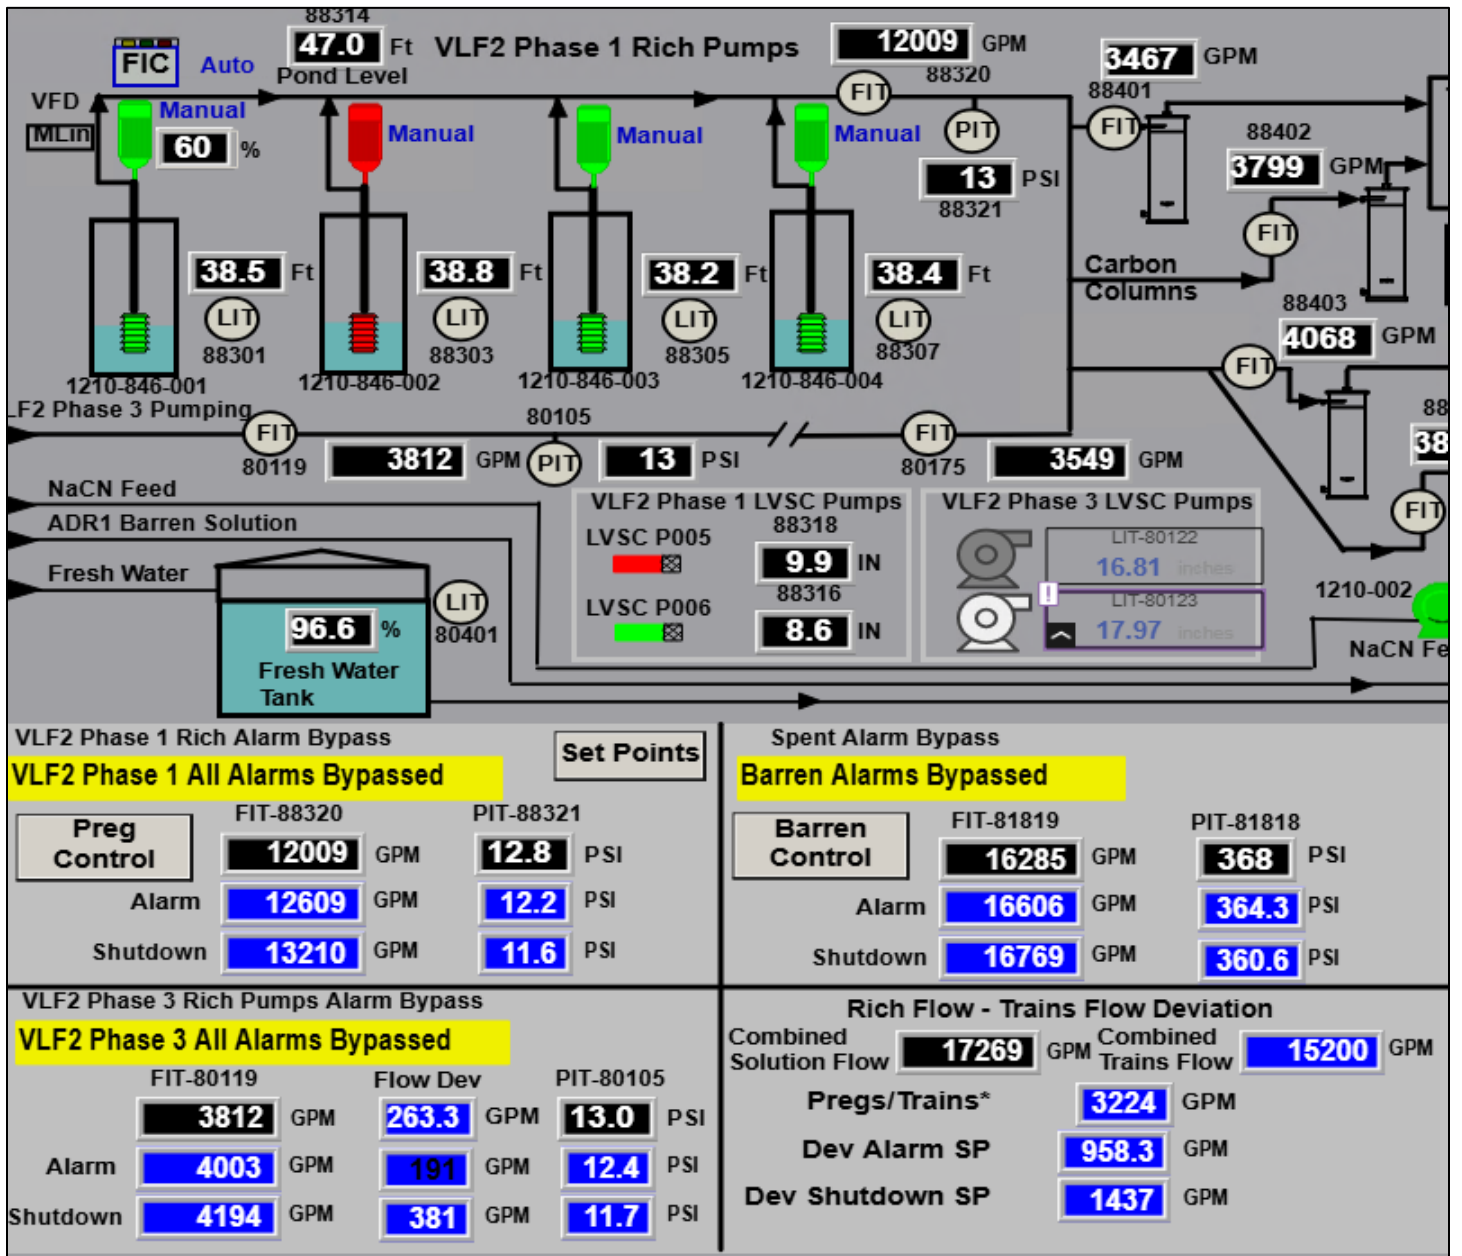 88314
47.0 Ft VLF2 Phase 1 Rich Pumps 12009 GPM
FIC Auto Pond Level FIT 88320 3467 GPM
88401
VFD Manual
MLin 60 % Manual Manual Manual PIT FIT 88402
3799 GPM
13 PSI
88321
FIT
38.5 Ft 38.8 Ft 38.2 Ft 38.4 Ft Carbon
Columns
LIT LIT LIT LIT 88403
88301 88303 88305 88307 4068 GPM
FIT
1210-846-001 1210-846-002 1210-846-003 1210-846-004
LF2 Phase 3 Pumping 80105 88
FIT FIT 38
80119 3812 GPM PIT 13 PSI 80175 3549 GPM
NaCN Feed VLF2 Phase 1 LVSC Pumps VLF2 Phase 3 LVSC Pumps FIT
ADR1 Barren Solution 88318
LVSC P005 9.9 IN LIT-80122
16.81 inches
Fresh Water 88316 ! LIT-80123 1210-002
LIT LVSC P006 8.6 IN 17.97 inches
96.6 % 80401 NaCN Fe
Fresh Water
Tank
VLF2 Phase 1 Rich Alarm Bypass Set Points
VLF2 Phase 1 All Alarms Bypassed
FIT-88320 PIT-88321
Preg
Control 12009 GPM 12.8 PSI
Alarm 12609 GPM 12.2 PSI
Shutdown 13210 GPM 11.6 PSI
Spent Alarm Bypass
Barren Alarms Bypassed
FIT-81819 PIT-81818
Barren
Control 16285 GPM 368 PSI
Alarm 16606 GPM 364.3 PSI
Shutdown 16769 GPM 360.6 PSI
VLF2 Phase 3 Rich Pumps Alarm Bypass
VLF2 Phase 3 All Alarms Bypassed
FIT-80119 Flow Dev PIT-80105
3812 GPM 263.3 GPM 13.0 PSI
Alarm 4003 GPM 191 GPM 12.4 PSI
Shutdown 4194 GPM 381 GPM 11.7 PSI
Rich Flow - Trains Flow Deviation
Combined
Solution Flow 17269 GPM Combined
Trains Flow 15200 GPM
Pregs/Trains* 3224 GPM
Dev Alarm SP 958.3 GPM
Dev Shutdown SP 1437 GPM